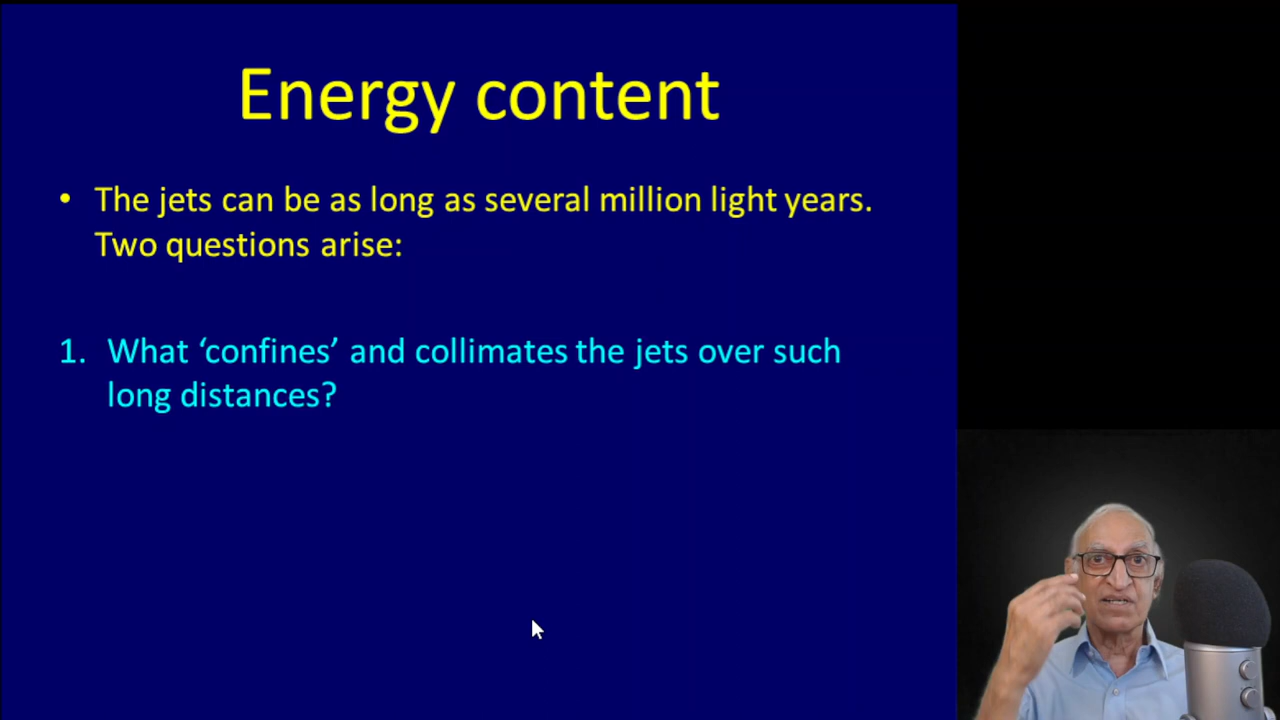 Energy content
• The jets can be as long as several million light years.
Two questions arise:
1. What ‘confines’ and collimates the jets over such
long distances?